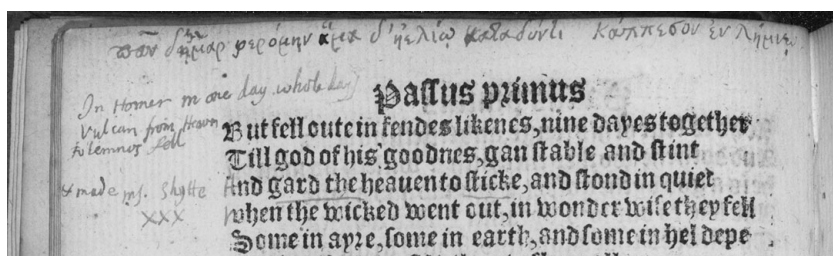 πᾶν δ' ἦμαρ φερόμην ἅμα δ' ἠελίῳ καταδύντι κάππεσον ἐν Λήμνῳ
In Homer in one day whole day
Vulcan from Heaven
to lemnos fell
& made
XXX
Passus primus
But fell oute in fendes likenes, nine dayes together
Till god of his goodnes, gan stable and stint
And gard the heauen to sticke, and stond in quiet
when the wicked went out, in wonder wise they fell
Some in ayre, some in earth, and some in hel depe